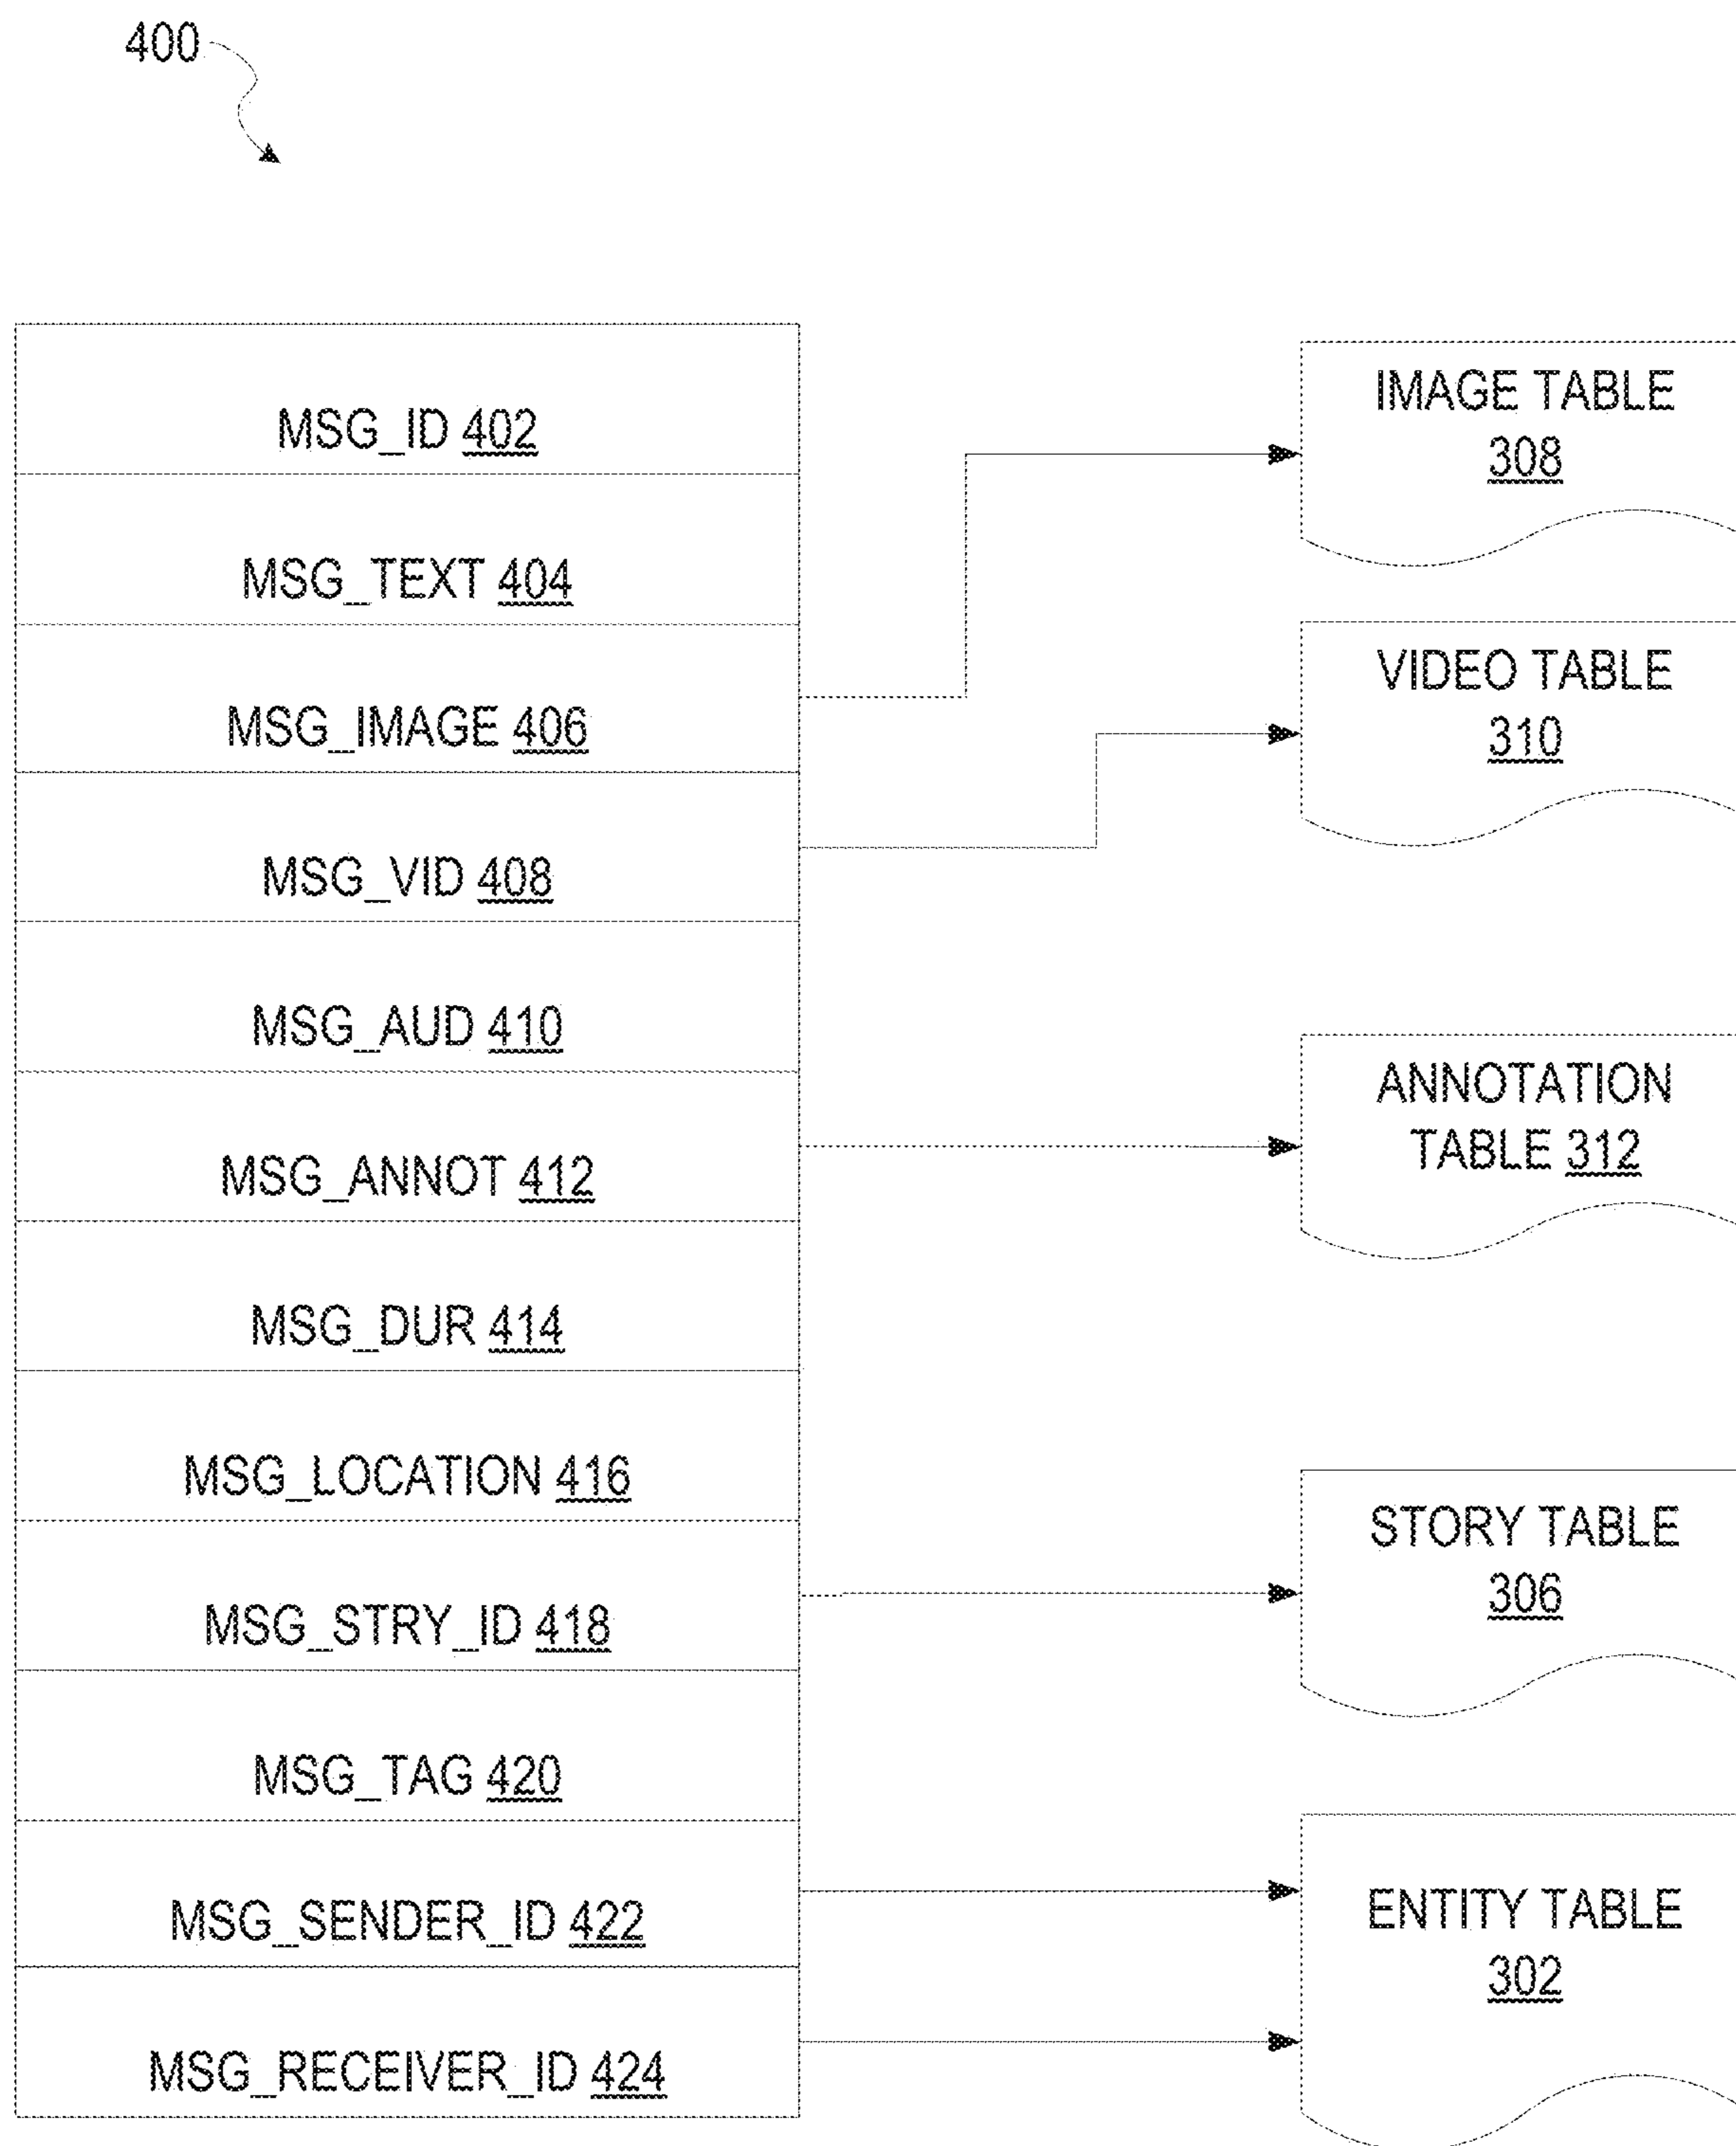 400
MSG_ID 402
MSG_TEXT 404
MSG_IMAGE 406
MSG_VID 408
MSG_AUD 410
MSG_ANNOT 412
MSG_DUR 414
MSG_LOCATION 416
MSG_STRY_ID 418
MSG_TAG 420
MSG_SENDER_ID 422
MSG_RECEIVER_ID 424
IMAGE TABLE
308
VIDEO TABLE
310
ANNOTATION
TABLE 312
STORY TABLE
306
ENTITY TABLE
302